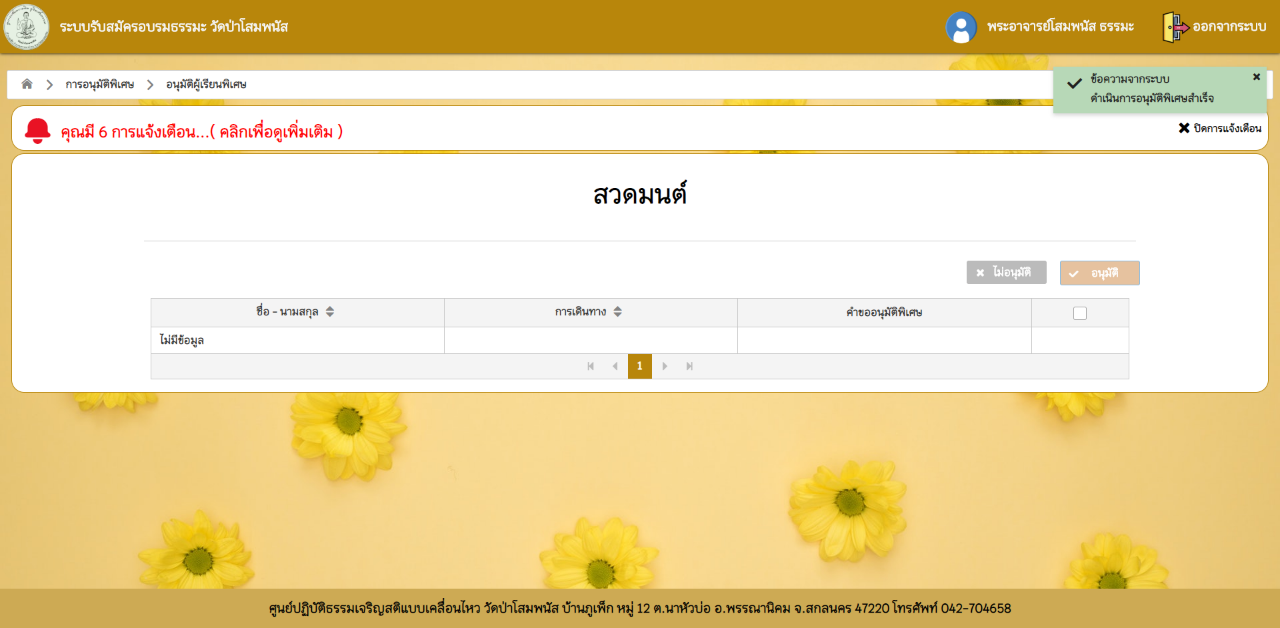 ระบบรับสมัครอบรมธรรมะ วัดป่าโสมพนัส
พระอาจารย์โสมพนัส ธรรมะ
ออกจากระบบ
การอนุมัติพิเศษ
อนุมัติผู้เรียนพิเศษ
ข้อความจากระบบ
ดำเนินการอนุมัติพิเศษสำเร็จ
คุณมี 6 การแจ้งเตือน...( คลิกเพื่อดูเพิ่มเติม )
ปิดการแจ้งเตือน
สวดมนต์
ไม่อนุมัติ
อนุมัติ
ชื่อ - นามสกุล
การเดินทาง
คำขออนุมัติพิเศษ
ไม่มีข้อมูล
1
ศูนย์ปฏิบัติธรรมเจริญสติแบบเคลื่อนไหว วัดป่าโสมพนัส บ้านภูเพ็ก หมู่ 12 ต.นาหัวบ่อ อ.พรรณานิคม จ.สกลนคร 47220 โทรศัพท์ 042-704658